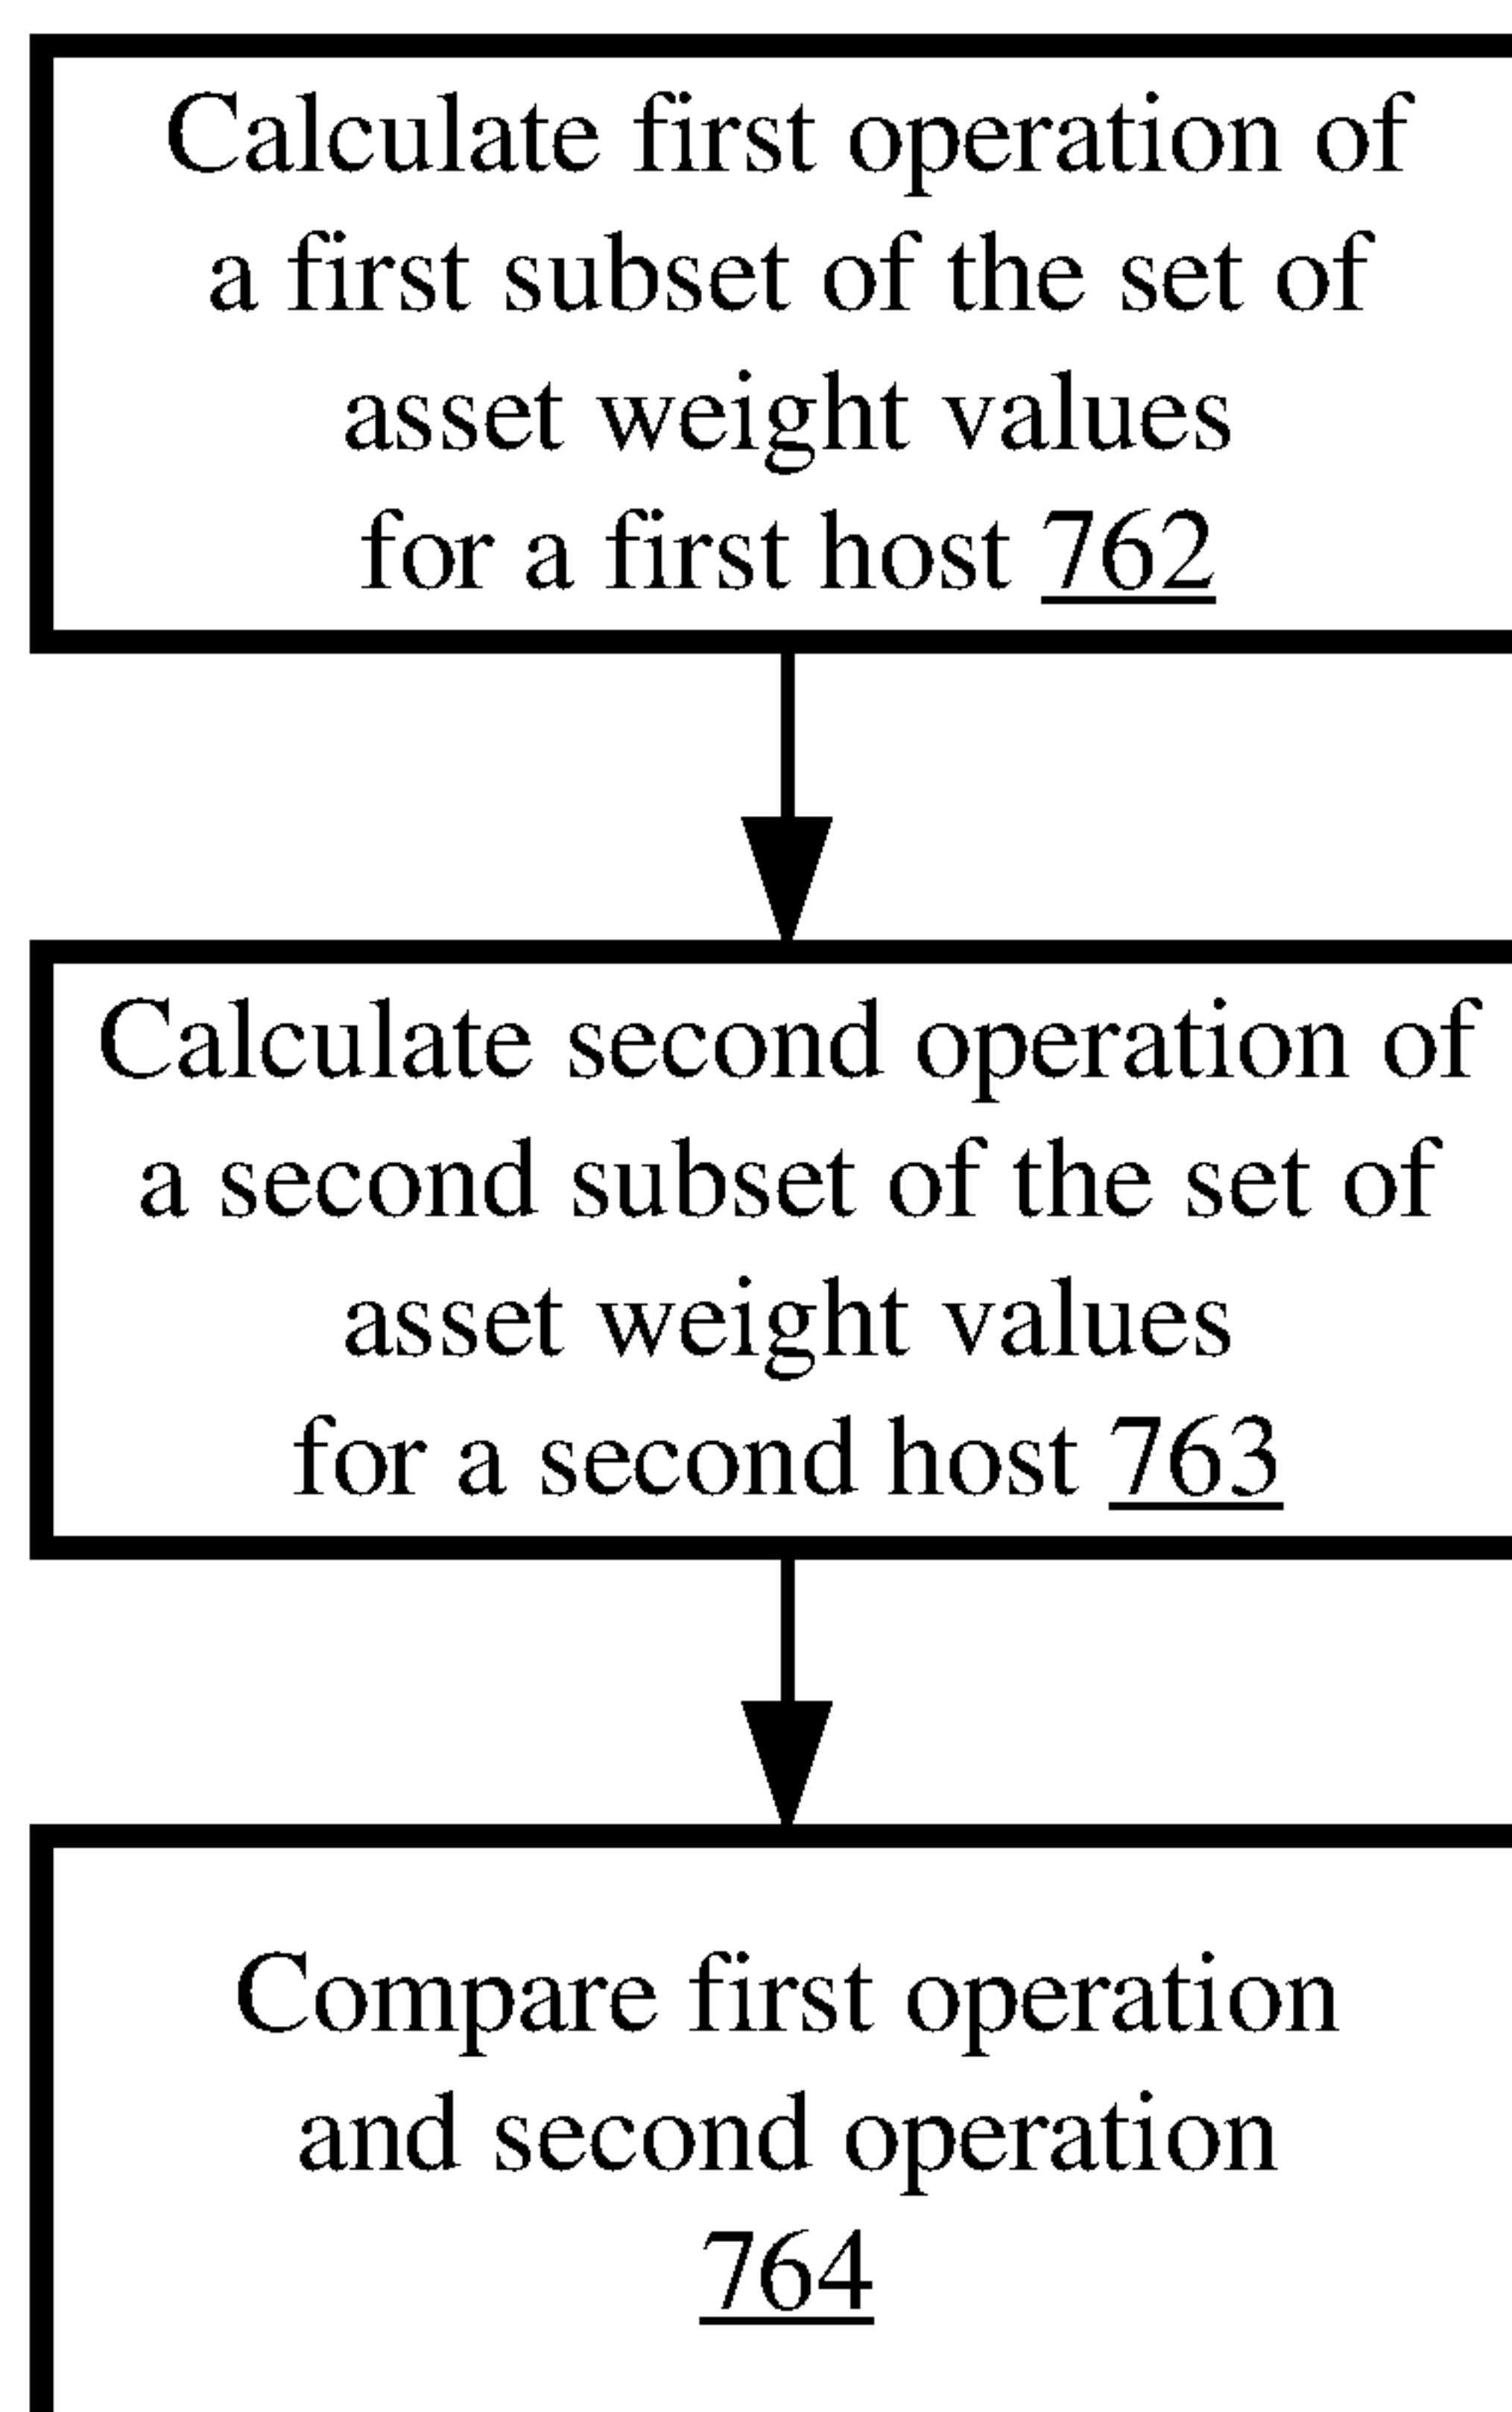 Calculate first operation of
a first subset of the set of
asset weight values
for a first host 762
Calculate second operation of
a second subset of the set of
asset weight values
for a second host 763
Compare first operation
and second operation
764